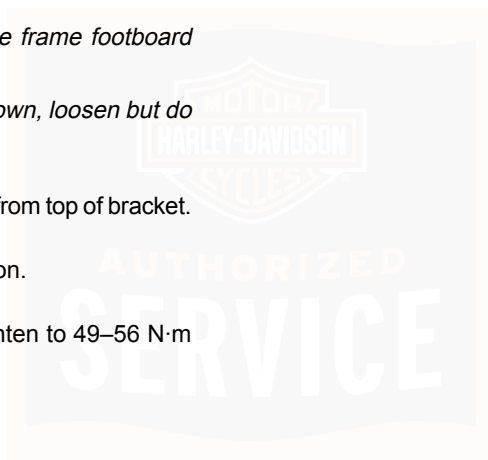 e frame footboard
own, loosen but do
from top of bracket.
on.
hten to 49–56 N·m
MOTOR
HARLEY-DAVIDSON
CYCLES
AUTHORIZED
SERVICE